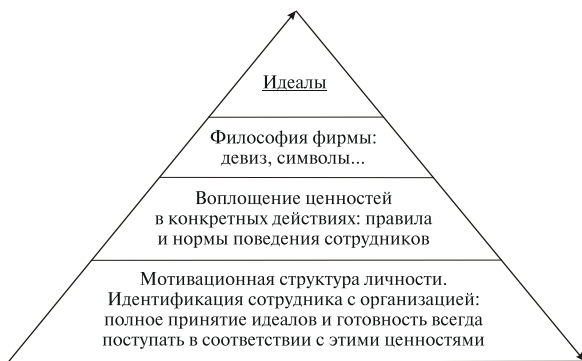 Идеалы
Философия фирмы:
девиз, символы...
Воплощение ценностей
в конкретных действиях: правила
и нормы поведения сотрудников
Мотивационная структура личности.
Идентификация сотрудника с организацией:
полное принятие идеалов и готовность всегда
поступать в соответствии с этими ценностями